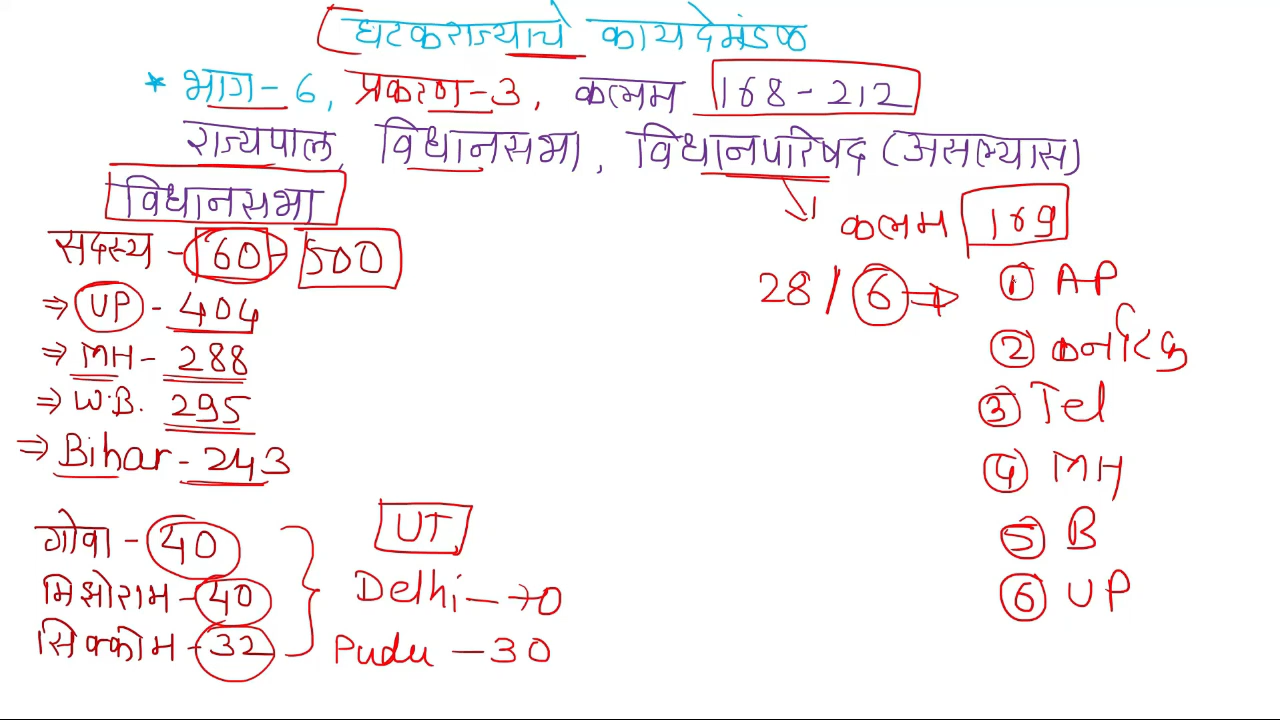 घटकराज्याचे कायदेमंडळ
* भाग-6, प्रकरण-3, कलम 168-212
राज्यपाल, विधानसभा, विधानपरिषद (असल्यास)
विधानसभा
सदस्य - 60 - 500
⇒ UP - 404
⇒ MH - 288
⇒ W.B. 295
⇒ Bihar - 243
गोवा - 40
मिझोराम - 40
सिक्कीम - 32
UT
Delhi - 70
Pudu - 30
कलम 169
28 / 6 ⇒
① AP
② कर्नाटक
③ Tel
④ MH
⑤ B
⑥ UP